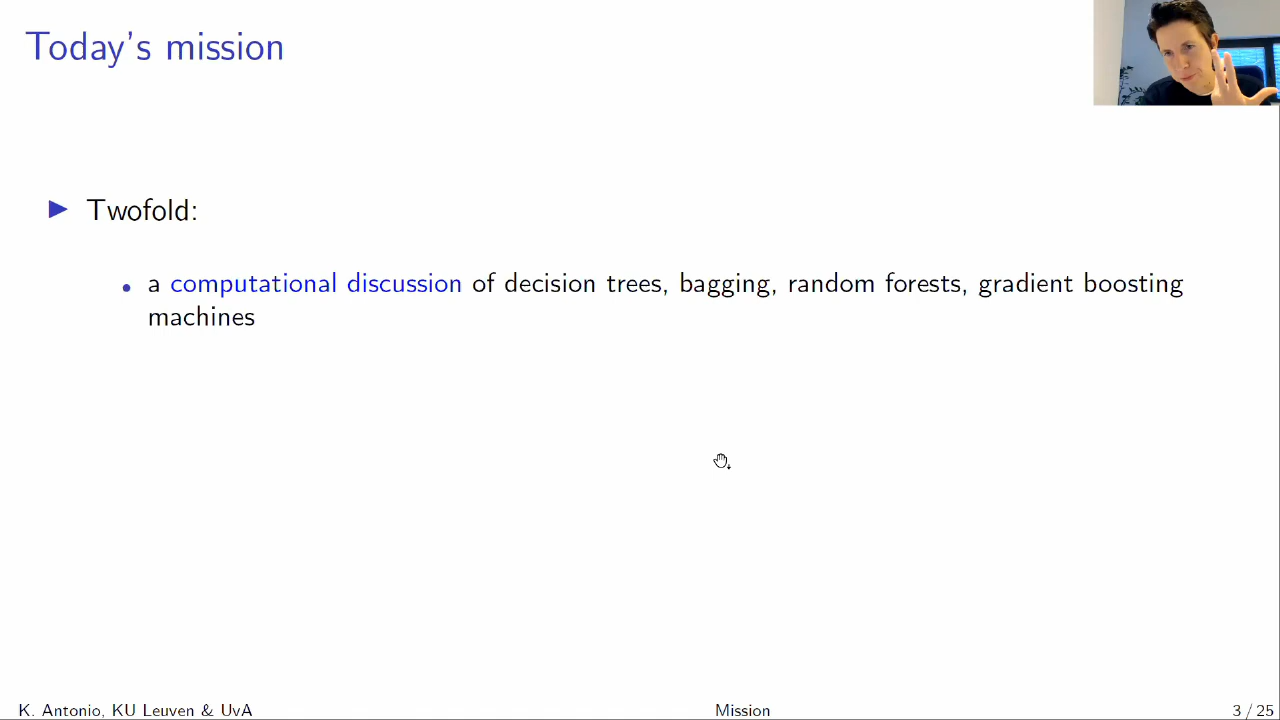 Today's mission
Twofold:
a computational discussion of decision trees, bagging, random forests, gradient boosting
machines
K. Antonio, KU Leuven & UvA
Mission
3 / 25